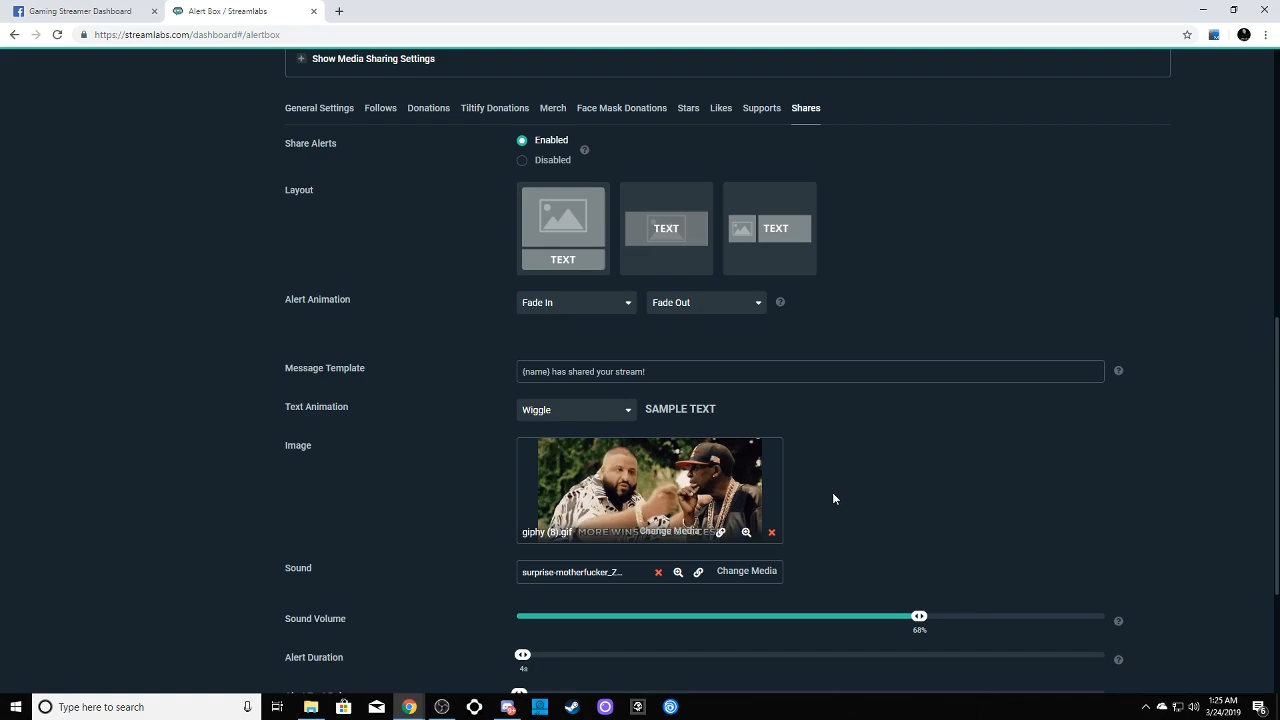 Gaming Streamer Dashboard
Alert Box / Streamlabs
https://streamlabs.com/dashboard#/alertbox
Show Media Sharing Settings
General Settings Follows Donations Tiltify Donations Merch Face Mask Donations Stars Likes Supports Shares
Share Alerts
Enabled
Disabled
Layout
TEXT
TEXT
TEXT
Alert Animation
Fade In
Fade Out
Message Template
{name} has shared your stream!
Text Animation
Wiggle
SAMPLE TEXT
Image
giphy (8).gif
Change Media
Sound
surprise-motherfucker_Z...
Change Media
Sound Volume
68%
Alert Duration
4s
Type here to search
1:25 AM
3/24/2019